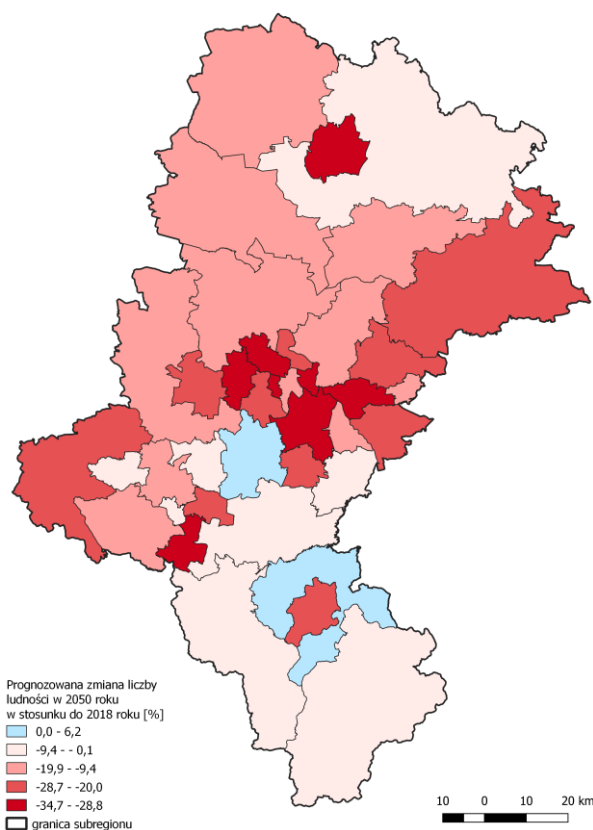 Prognozowana zmiana liczby
ludności w 2050 roku
w stosunku do 2018 roku [%]
0,0 - 6,2
-9,4 - - 0,1
-19,9 - -9,4
-28,7 - -20,0
-34,7 - -28,8
granica subregionu
10 0 10 20 km